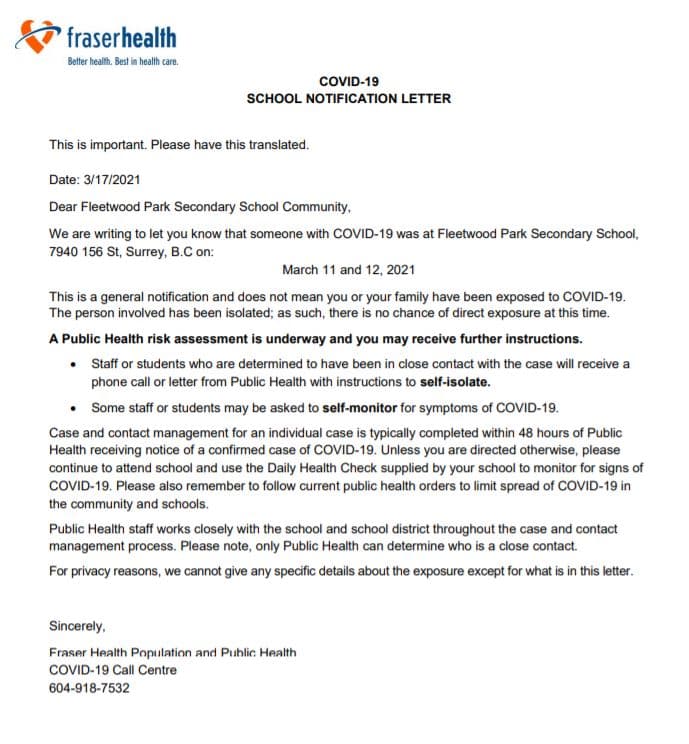 fraserhealth
Better health. Best in health care.
COVID-19
SCHOOL NOTIFICATION LETTER
This is important. Please have this translated.
Date: 3/17/2021
Dear Fleetwood Park Secondary School Community,
We are writing to let you know that someone with COVID-19 was at Fleetwood Park Secondary School,
7940 156 St, Surrey, B.C on:
March 11 and 12, 2021
This is a general notification and does not mean you or your family have been exposed to COVID-19.
The person involved has been isolated; as such, there is no chance of direct exposure at this time.
A Public Health risk assessment is underway and you may receive further instructions.
• Staff or students who are determined to have been in close contact with the case will receive a
phone call or letter from Public Health with instructions to self-isolate.
• Some staff or students may be asked to self-monitor for symptoms of COVID-19.
Case and contact management for an individual case is typically completed within 48 hours of Public
Health receiving notice of a confirmed case of COVID-19. Unless you are directed otherwise, please
continue to attend school and use the Daily Health Check supplied by your school to monitor for signs of
COVID-19. Please also remember to follow current public health orders to limit spread of COVID-19 in
the community and schools.
Public Health staff works closely with the school and school district throughout the case and contact
management process. Please note, only Public Health can determine who is a close contact.
For privacy reasons, we cannot give any specific details about the exposure except for what is in this letter.
Sincerely,
Fraser Health Population and Public Health
COVID-19 Call Centre
604-918-7532